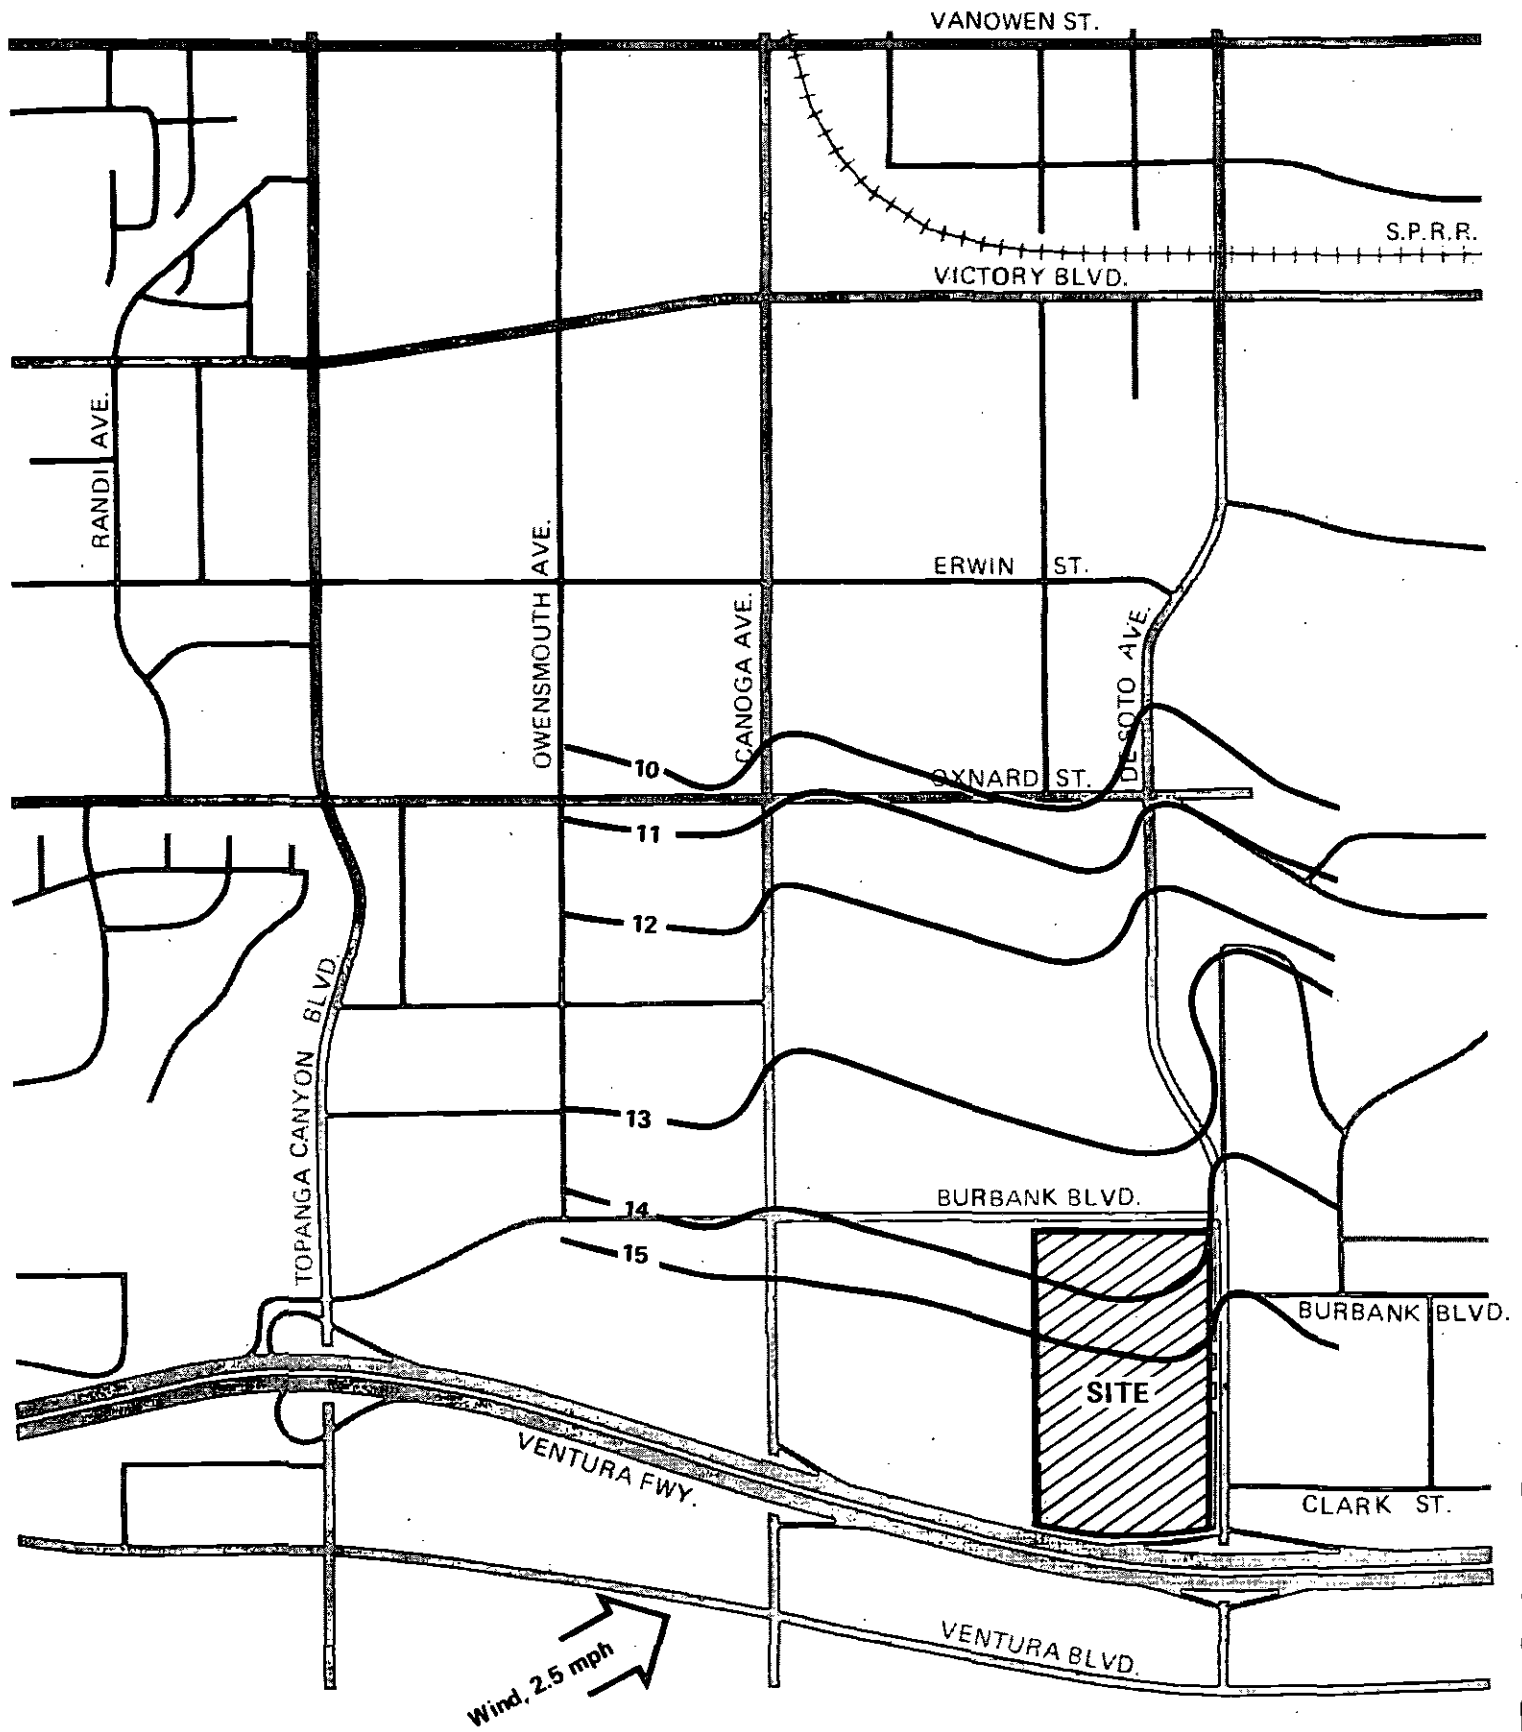 VANOWEN ST.
S.P.R.R.
VICTORY BLVD.
RANDI AVE.
OWENSMOUTH AVE.
ERWIN ST.
CANOGA AVE.
DE SOTO AVE.
10
OXNARD ST.
11
12
TOPANGA CANYON BLVD.
13
BURBANK BLVD.
14
15
BURBANK BLVD.
SITE
VENTURA FWY.
CLARK ST.
Wind, 2.5 mph
VENTURA BLVD.